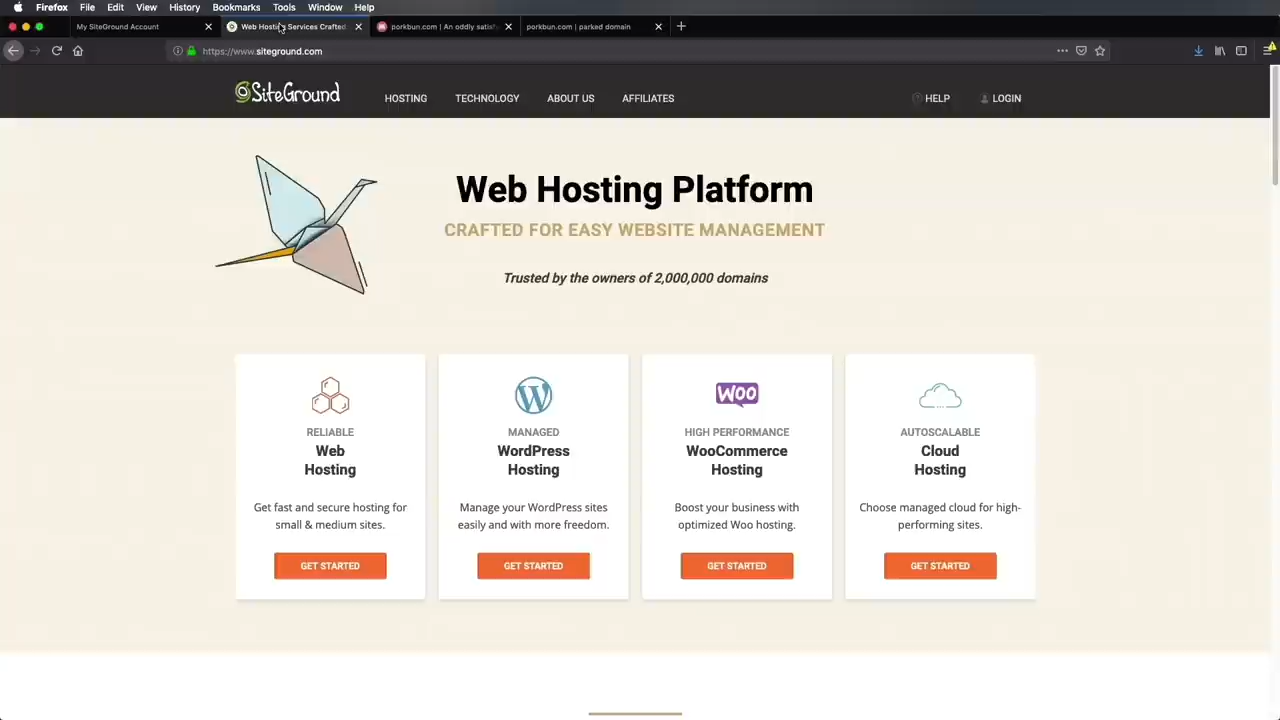 Firefox File Edit View History Bookmarks Tools Window Help
My SiteGround Account
Web Hosting Services Crafted
porkbun.com | An oddly satisfy
porkbun.com | parked domain
https://www.siteground.com
SiteGround
HOSTING TECHNOLOGY ABOUT US AFFILIATES HELP LOGIN
Web Hosting Platform
CRAFTED FOR EASY WEBSITE MANAGEMENT
Trusted by the owners of 2,000,000 domains
RELIABLE
Web
Hosting
Get fast and secure hosting for
small & medium sites.
GET STARTED
MANAGED
WordPress
Hosting
Manage your WordPress sites
easily and with more freedom.
GET STARTED
WOO
HIGH PERFORMANCE
WooCommerce
Hosting
Boost your business with
optimized Woo hosting.
GET STARTED
AUTOSCALABLE
Cloud
Hosting
Choose managed cloud for high-
performing sites.
GET STARTED